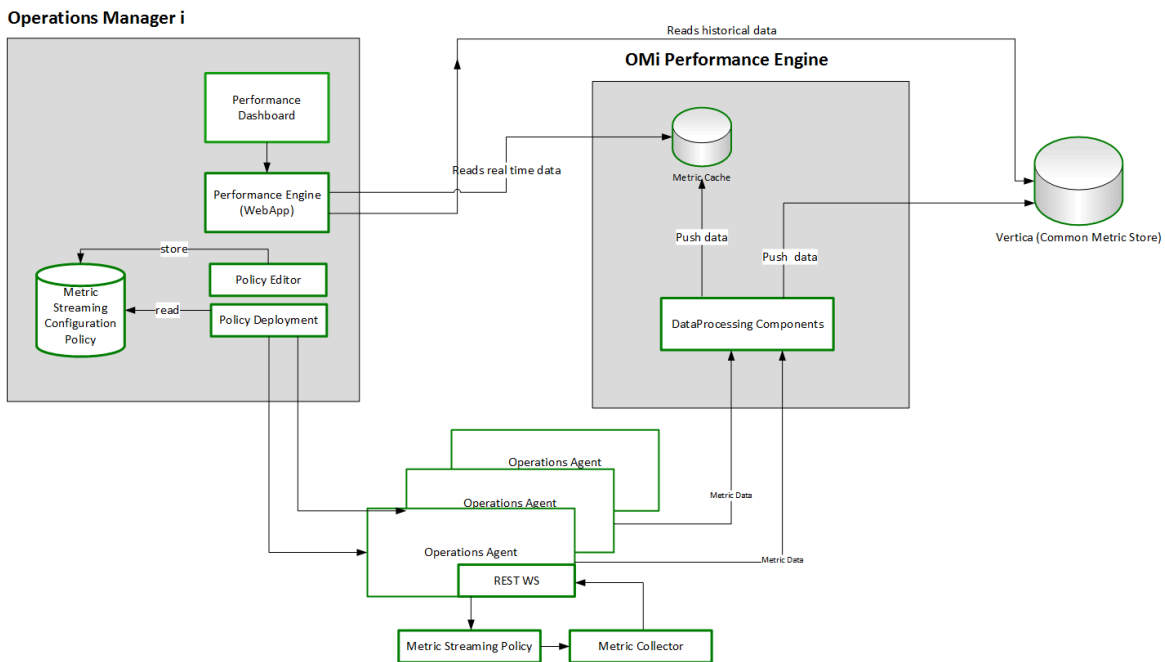 Operations Manager i
Reads historical data
OMi Performance Engine
Performance
Dashboard
Reads real time data
Metric Cache
Performance Engine
(WebApp)
Vertica (Common Metric Store)
store
Push data
Push  data
Policy Editor
Metric
Streaming
Configuration
Policy
read
Policy Deployment
DataProcessing Components
Operations Agent
Metric Data
Operations Agent
Operations Agent
Metric Data
REST WS
Metric Streaming Policy
Metric Collector